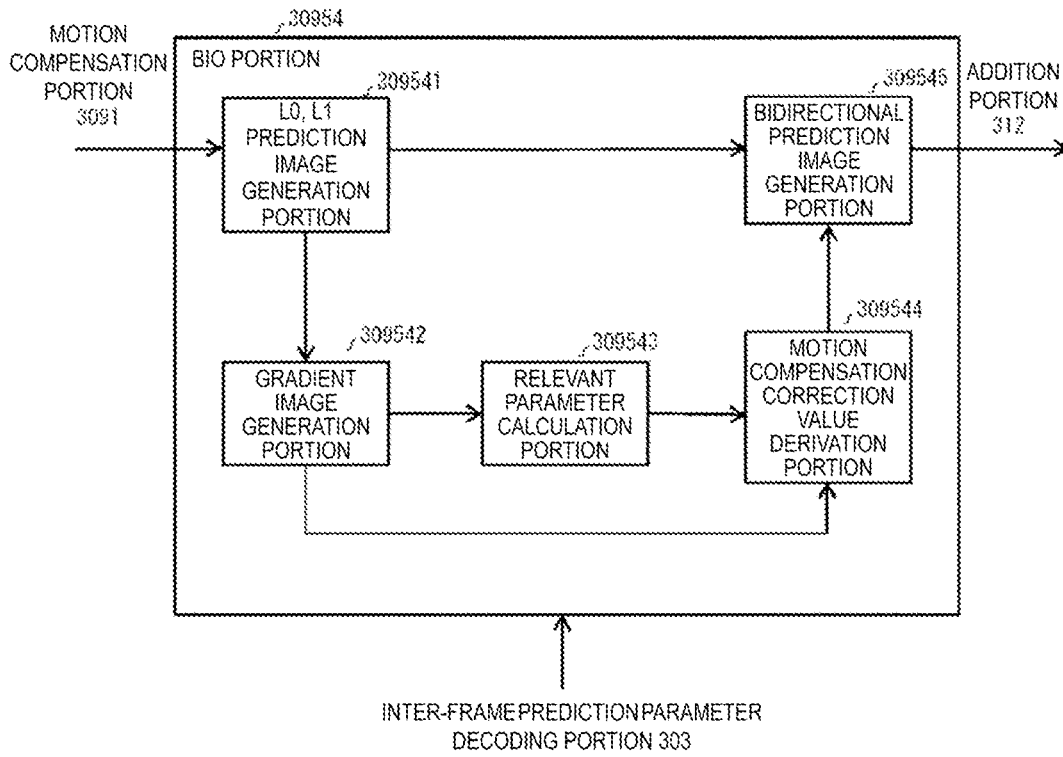 30954
MOTION
COMPENSATION
PORTION
3091
BIO PORTION
309541
L0, L1
PREDICTION
IMAGE
GENERATION
PORTION
309545
BIDIRECTIONAL
PREDICTION
IMAGE
GENERATION
PORTION
ADDITION
PORTION
312
309542
GRADIENT
IMAGE
GENERATION
PORTION
309543
RELEVANT
PARAMETER
CALCULATION
PORTION
309544
MOTION
COMPENSATION
CORRECTION
VALUE
DERIVATION
PORTION
INTER-FRAME PREDICTION PARAMETER
DECODING PORTION 303